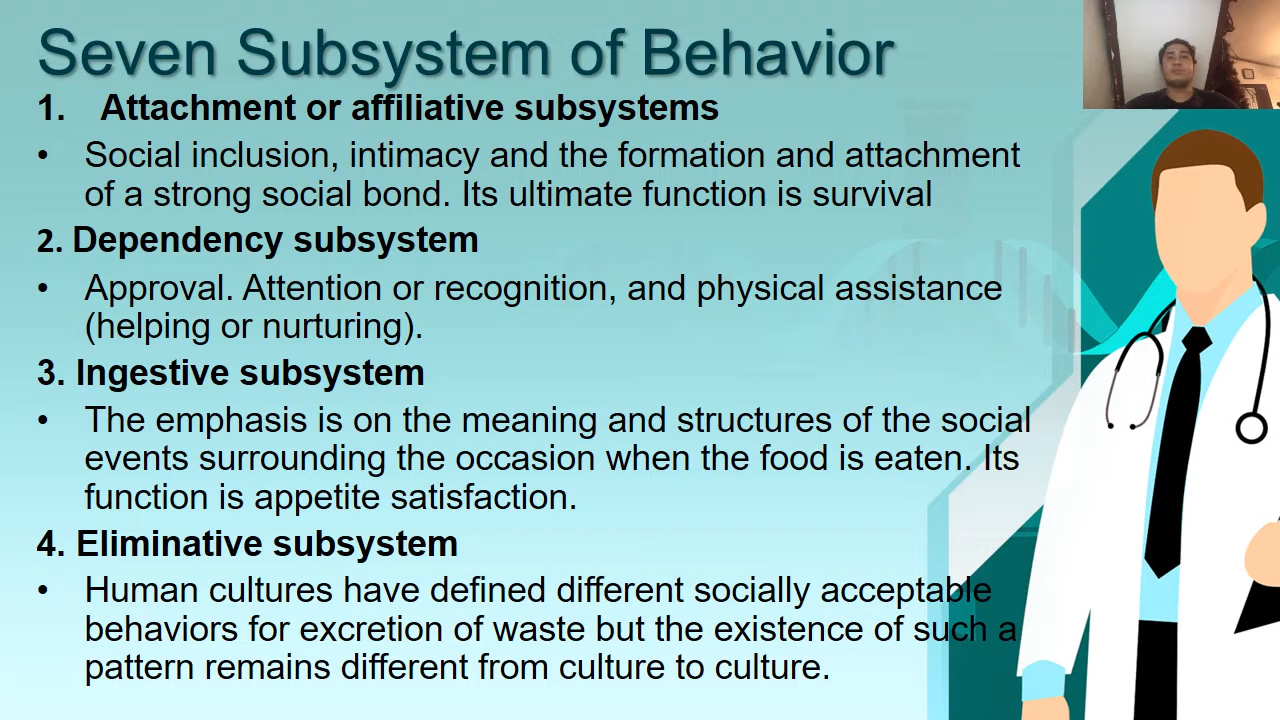 Seven Subsystem of Behavior
1. Attachment or affiliative subsystems
• Social inclusion, intimacy and the formation and attachment
of a strong social bond. Its ultimate function is survival
2. Dependency subsystem
• Approval. Attention or recognition, and physical assistance
(helping or nurturing).
3. Ingestive subsystem
• The emphasis is on the meaning and structures of the social
events surrounding the occasion when the food is eaten. Its
function is appetite satisfaction.
4. Eliminative subsystem
• Human cultures have defined different socially acceptable
behaviors for excretion of waste but the existence of such a
pattern remains different from culture to culture.